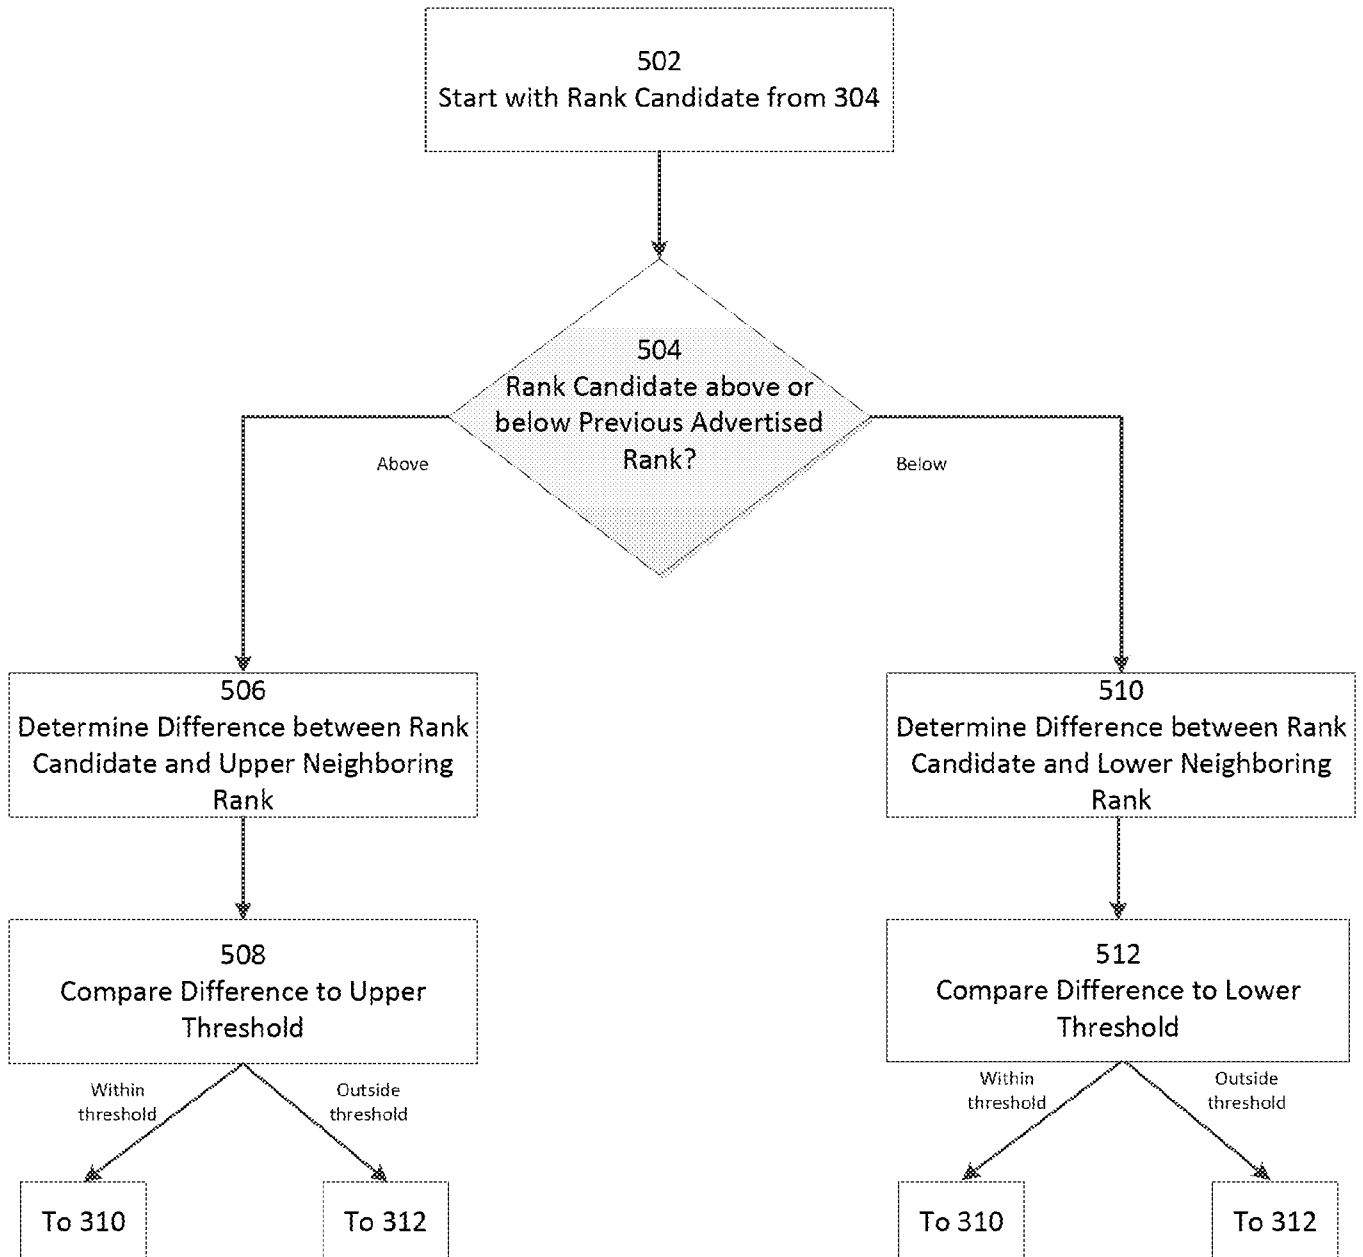 502
Start with Rank Candidate from 304
504
Rank Candidate above or
below Previous Advertised
Rank?
Above
Below
506
Determine Difference between Rank
Candidate and Upper Neighboring
Rank
510
Determine Difference between Rank
Candidate and Lower Neighboring
Rank
508
Compare Difference to Upper
Threshold
512
Compare Difference to Lower
Threshold
Within
threshold
Outside
threshold
Within
threshold
Outside
threshold
To 310
To 312
To 310
To 312